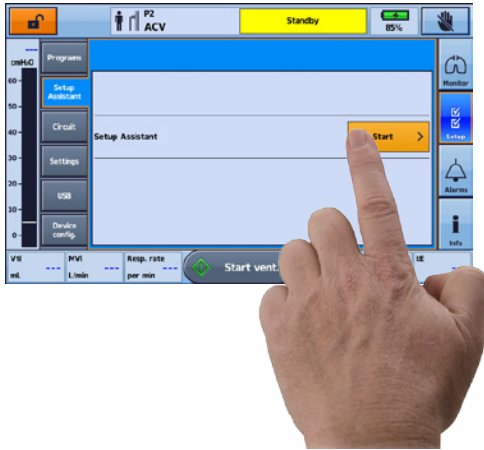 P2
ACV
Standby
85%
cmH2O
60
40
30
20
10
0
Programs
Setup
Assistant
Circuit
Settings
USB
Device
config.
Setup Assistant
Start >
Monitor
Setup
Alarms
Info
Vti
mL
MVi
L/min
Resp. rate
per min
Start vent.